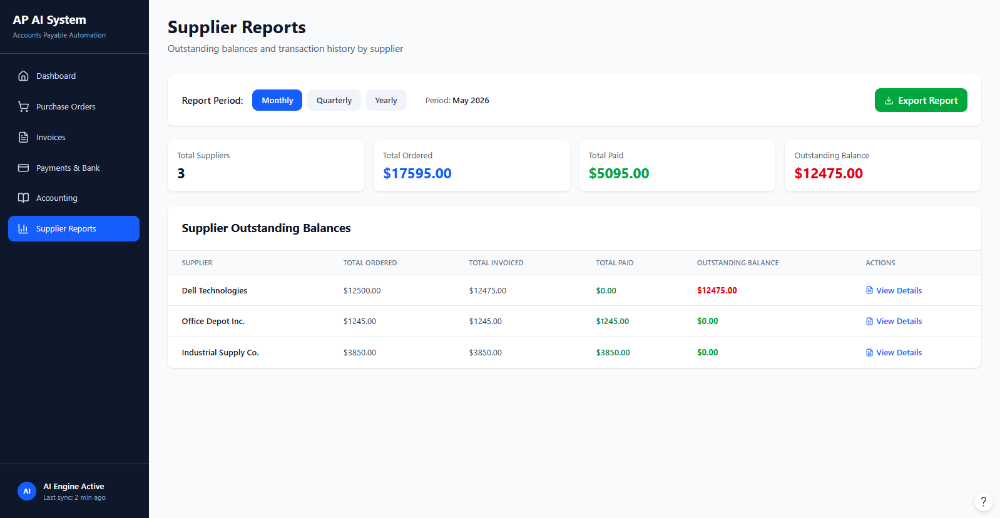 AP AI System
Accounts Payable Automation
Dashboard
Purchase Orders
Invoices
Payments & Bank
Accounting
Supplier Reports
AI
AI Engine Active
Last sync: 2 min ago
Supplier Reports
Outstanding balances and transaction history by supplier
Report Period: Monthly Quarterly Yearly Period: May 2026 Export Report
Total Suppliers
3
Total Ordered
$17595.00
Total Paid
$5095.00
Outstanding Balance
$12475.00
Supplier Outstanding Balances
SUPPLIER TOTAL ORDERED TOTAL INVOICED TOTAL PAID OUTSTANDING BALANCE ACTIONS
Dell Technologies $12500.00 $12475.00 $0.00 $12475.00 View Details
Office Depot Inc. $1245.00 $1245.00 $1245.00 $0.00 View Details
Industrial Supply Co. $3850.00 $3850.00 $3850.00 $0.00 View Details
?